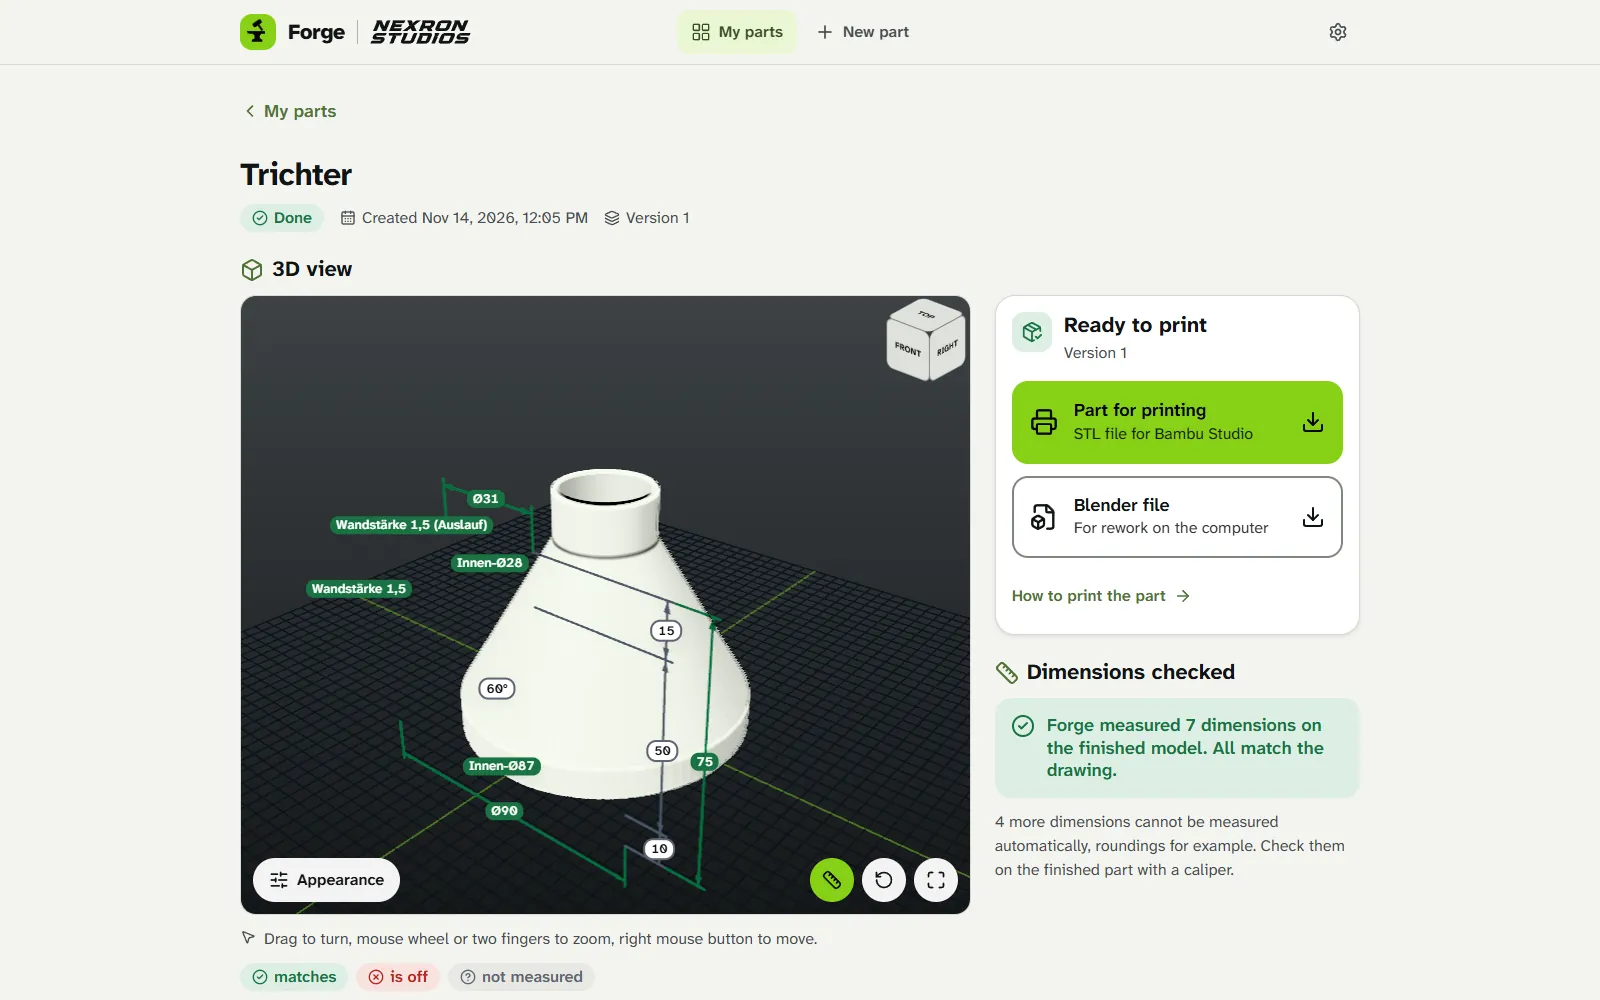 Forge
NEXRON
STUDIOS
My parts
New part
My parts
Trichter
Done
Created Nov 14, 2026, 12:05 PM
Version 1
3D view
TOP
FRONT
RIGHT
Ø31
Wandstärke 1,5 (Auslauf)
Innen-Ø28
Wandstärke 1,5
15
60°
50
75
Innen-Ø87
Ø90
10
Appearance
Drag to turn, mouse wheel or two fingers to zoom, right mouse button to move.
matches
is off
not measured
Ready to print
Version 1
Part for printing
STL file for Bambu Studio
Blender file
For rework on the computer
How to print the part
Dimensions checked
Forge measured 7 dimensions on
the finished model. All match the
drawing.
4 more dimensions cannot be measured
automatically, roundings for example. Check them
on the finished part with a caliper.